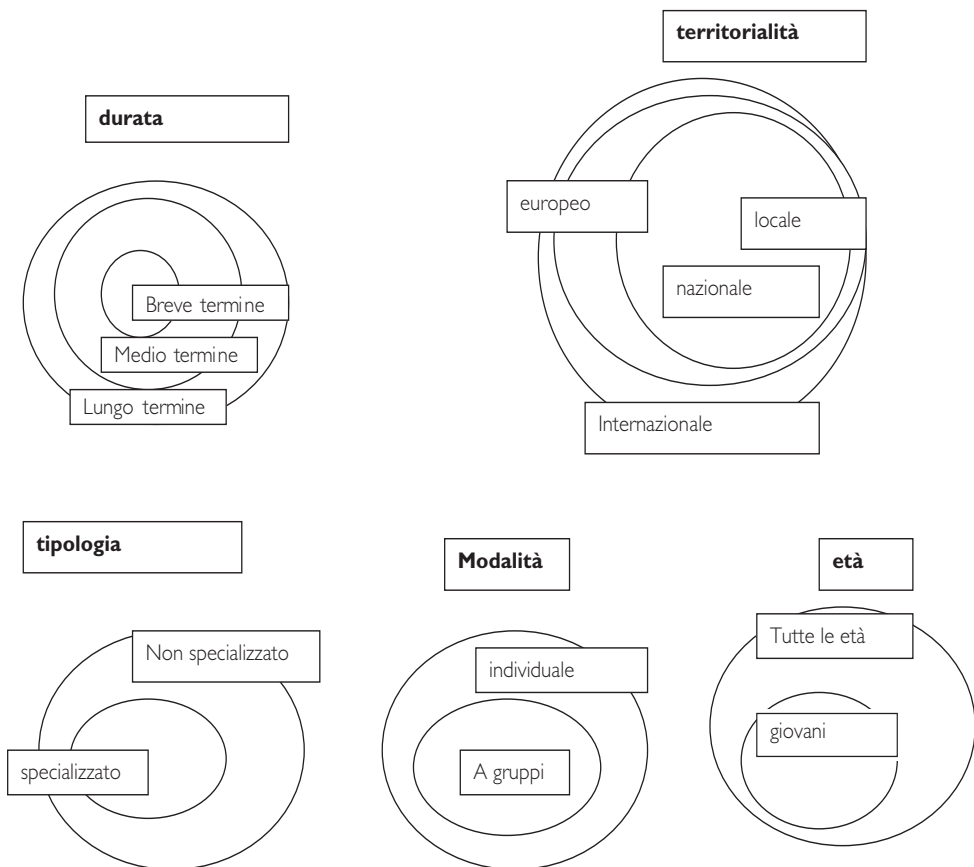 territorialità
durata
europeo
locale
nazionale
Breve termine
Medio termine
Lungo termine
Internazionale
tipologia
Modalità
età
Non specializzato
individuale
Tutte le età
giovani
specializzato
A gruppi